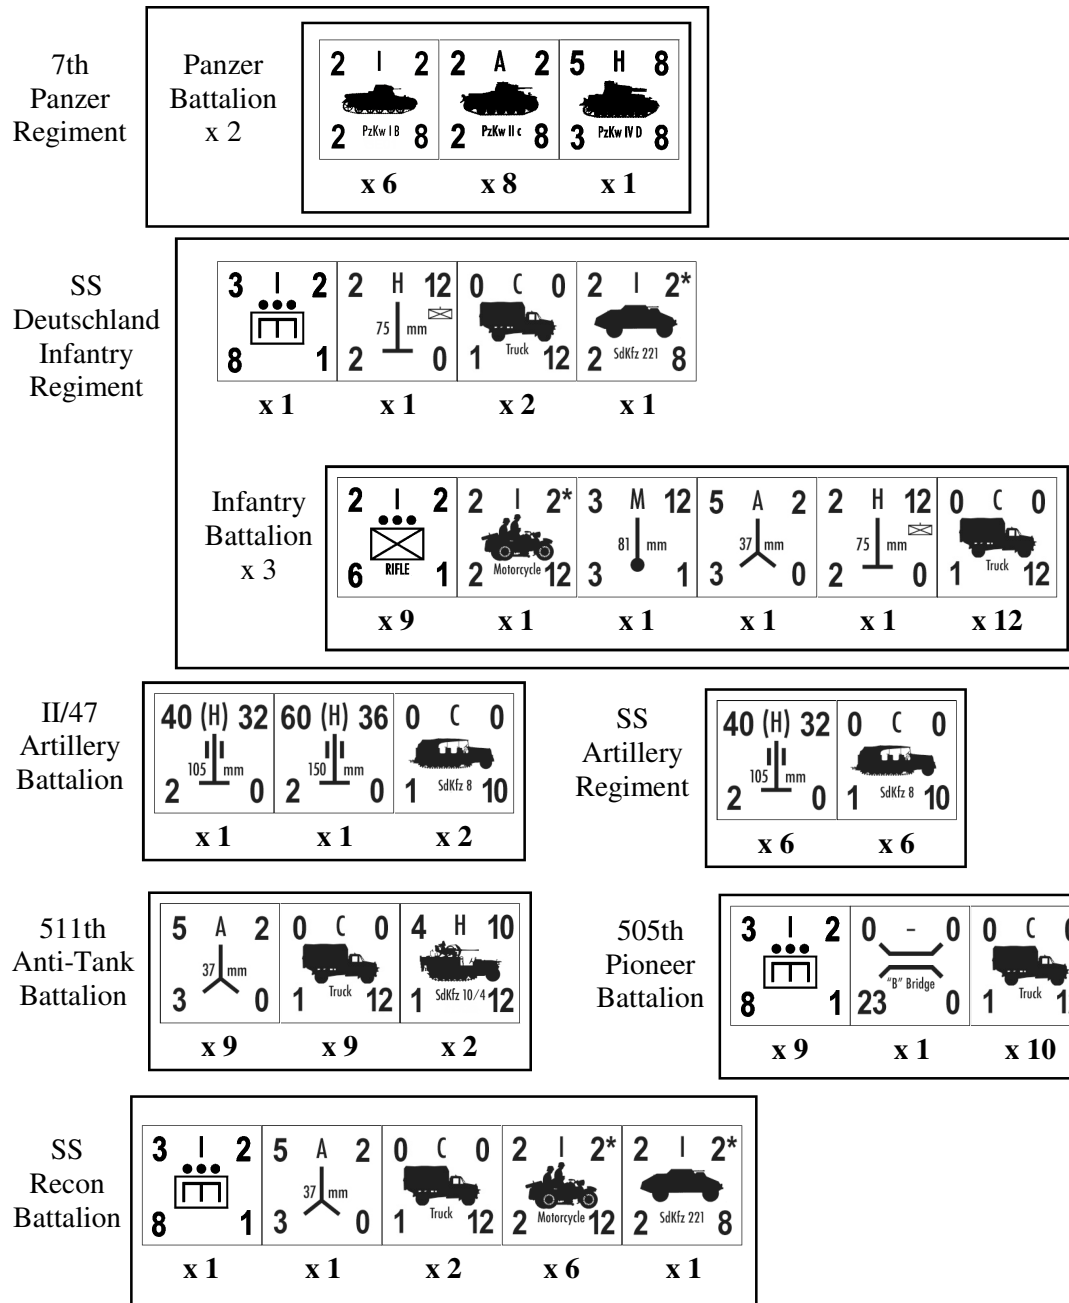 7th
Panzer
Regiment
Panzer
Battalion
x 2
2 I 2 2 A 2 5 H 8
PzKw I B PzKw II c PzKw IV D
2 8 2 8 3 8
x 6 x 8 x 1
SS
Deutschland
Infantry
Regiment
3 I 2 2 H 12 0 C 0 2 I 2*
75 mm
Truck SdKfz 221
8 1 2 0 1 12 2 8
x 1 x 1 x 2 x 1
Infantry
Battalion
x 3
2 I 2 2 I 2* 3 M 12 5 A 2 2 H 12 0 C 0
81 mm 37 mm 75 mm
RIFLE Motorcycle Truck
6 1 2 12 3 1 3 0 2 0 1 12
x 9 x 1 x 1 x 1 x 1 x 12
II/47
Artillery
Battalion
40 (H) 32 60 (H) 36 0 C 0
105 mm 150 mm SdKfz 8
2 0 2 0 1 10
x 1 x 1 x 2
SS
Artillery
Regiment
40 (H) 32 0 C 0
105 mm SdKfz 8
2 0 1 10
x 6 x 6
511th
Anti-Tank
Battalion
5 A 2 0 C 0 4 H 10
37 mm Truck SdKfz 10/4
3 0 1 12 1 12
x 9 x 9 x 2
505th
Pioneer
Battalion
3 I 2 0 - 0 0 C
"B" Bridge Truck
8 1 23 0 1
x 9 x 1 x 10
SS
Recon
Battalion
3 I 2 5 A 2 0 C 0 2 I 2* 2 I 2*
37 mm Truck Motorcycle SdKfz 221
8 1 3 0 1 12 2 12 2 8
x 1 x 1 x 2 x 6 x 1